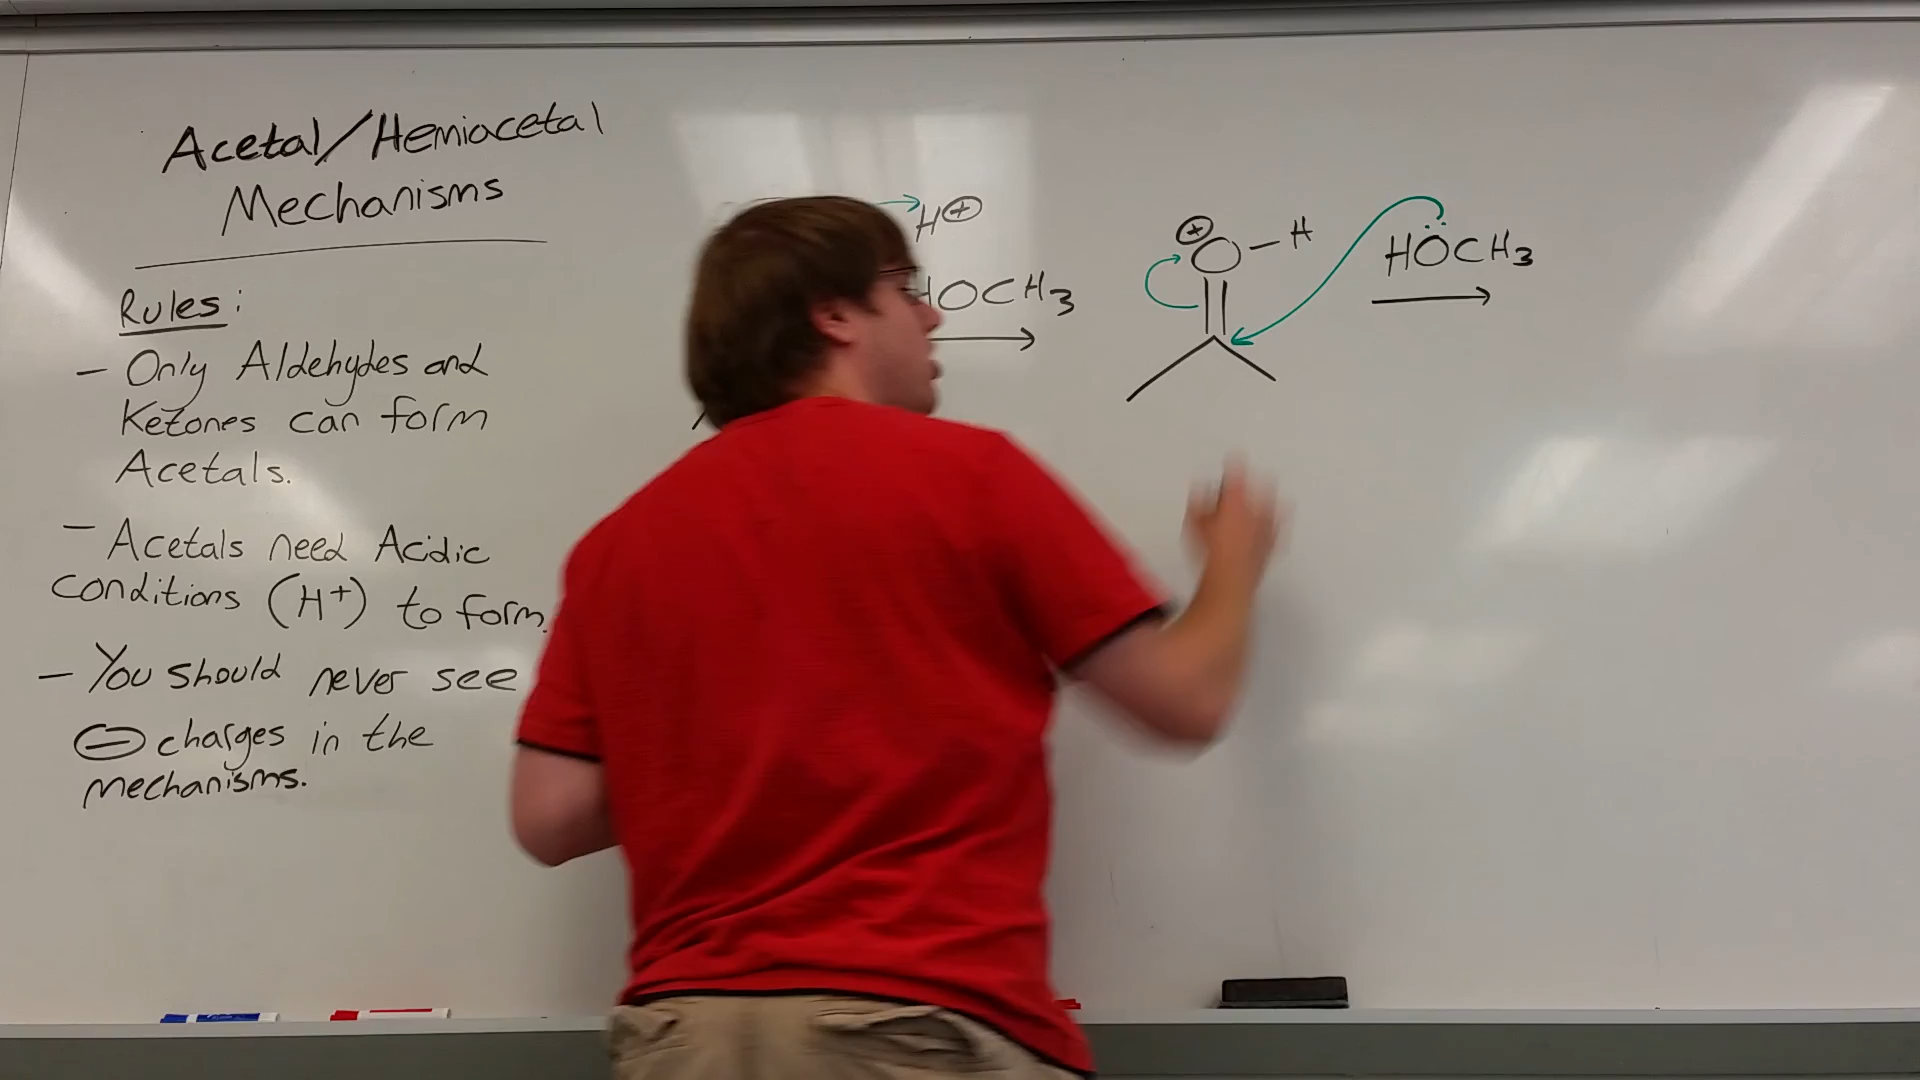 Acetal/Hemiacetal
Mechanisms
Rules:
- Only Aldehydes and
Ketones can form
Acetals.
- Acetals need Acidic
conditions (H+) to form.
- You should never see
⊖ charges in the
mechanisms.
H⊕
HOCH3
⊕
O-H
HÖCH3